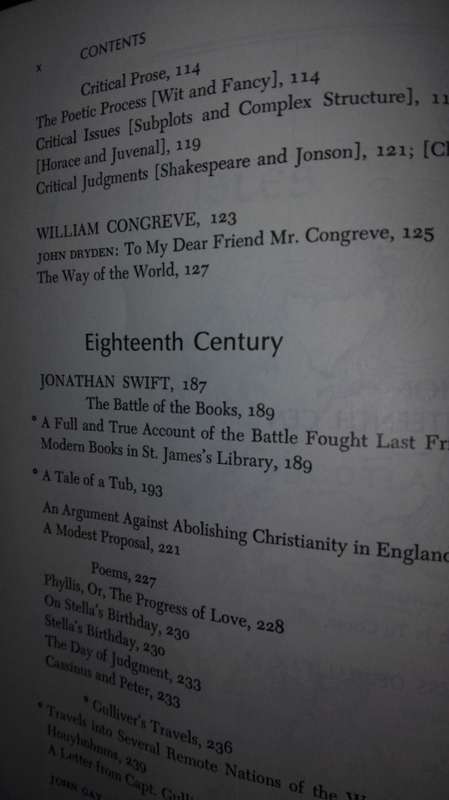 x CONTENTS
Critical Prose, 114
The Poetic Process [Wit and Fancy], 114
Critical Issues [Subplots and Complex Structure],
[Horace and Juvenal], 119
Critical Judgments [Shakespeare and Jonson], 121;
WILLIAM CONGREVE, 123
JOHN DRYDEN: To My Dear Friend Mr. Congreve, 125
The Way of the World, 127
Eighteenth Century
JONATHAN SWIFT, 187
The Battle of the Books, 189
* A Full and True Account of the Battle Fought Last
Modern Books in St. James's Library, 189
* A Tale of a Tub, 193
An Argument Against Abolishing Christianity in England
A Modest Proposal, 221
Poems, 227
Phyllis, Or, The Progress of Love, 228
On Stella's Birthday, 230
Stella's Birthday, 230
The Day of Judgment, 233
Cassinus and Peter, 233
* Gulliver's Travels, 236
* Travels into Several Remote Nations of the
Houyhnhnms, 239
A Letter from Capt.
JOHN GAY